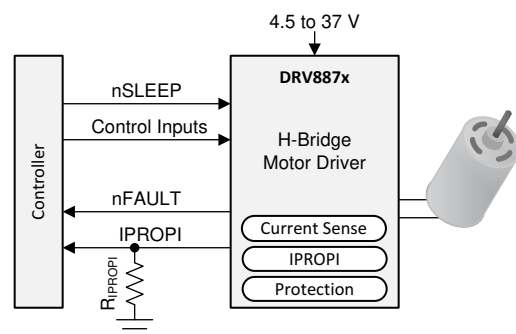 4.5 to 37 V
DRV887x
nSLEEP
Control Inputs
H-Bridge
Motor Driver
Controller
nFAULT
IPROPI
RIPROPI
Current Sense
IPROPI
Protection